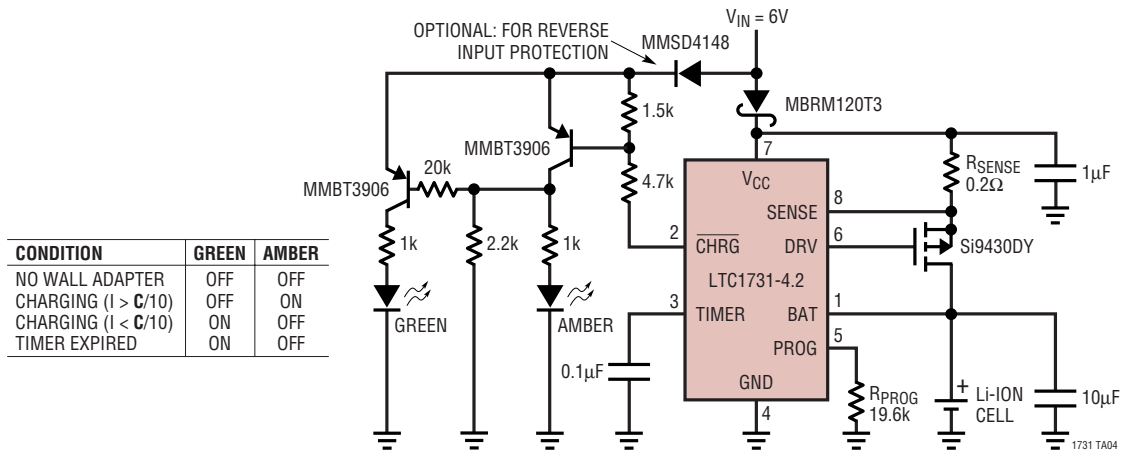 V_IN = 6V
OPTIONAL: FOR REVERSE
INPUT PROTECTION
MMSD4148
MBRM120T3
1.5k
MMBT3906
20k
MMBT3906
4.7k
7
V_CC
R_SENSE
0.2Ω
1µF
8
SENSE
2
CHRG
6
DRV
Si9430DY
1k
2.2k
1k
LTC1731-4.2
3
TIMER
1
BAT
GREEN
AMBER
5
PROG
0.1µF
GND
4
R_PROG
19.6k
+
Li-ION
CELL
10µF
CONDITION GREEN AMBER
NO WALL ADAPTER OFF OFF
CHARGING (I > C/10) OFF ON
CHARGING (I < C/10) ON OFF
TIMER EXPIRED ON OFF
1731 TA04